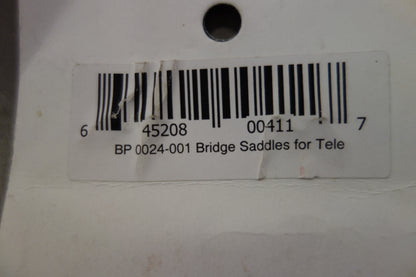 6 45208 00411 7
BP 0024-001 Bridge Saddles for Tele